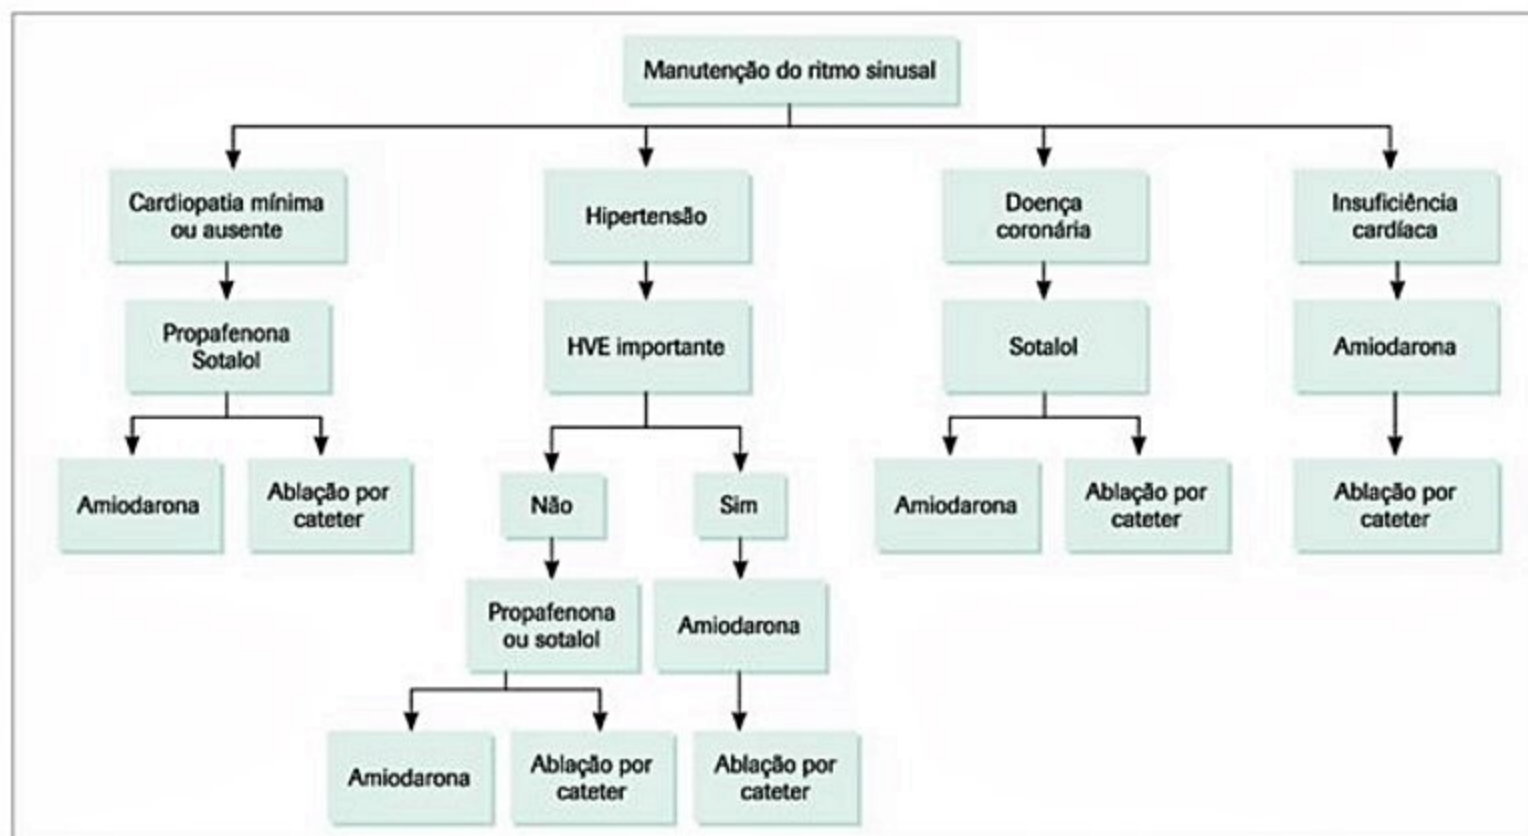 Manutenção do ritmo sinusal
Cardiopatia mínima
ou ausente
Hipertensão
Doença
coronária
Insuficiência
cardíaca
Propafenona
Sotalol
HVE importante
Sotalol
Amiodarona
Amiodarona
Ablação por
cateter
Não
Sim
Amiodarona
Ablação por
cateter
Ablação por
cateter
Propafenona
ou sotalol
Amiodarona
Amiodarona
Ablação por
cateter
Ablação por
cateter